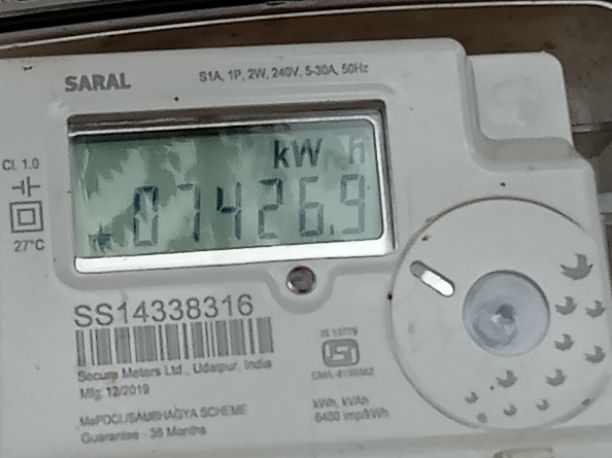 SARAL
S1A, 1P, 2W, 240V, 5-30A, 50Hz
Cl. 1.0
kW h
07426.9
27°C
SS14338316
Secure Meters Ltd., Udaipur, India
Mfg: 12/2019
MePDCL/SAUBHAGYA SCHEME
Guarantee - 36 Months
IS 13779
kWh, kVAh
6400 imp/kWh